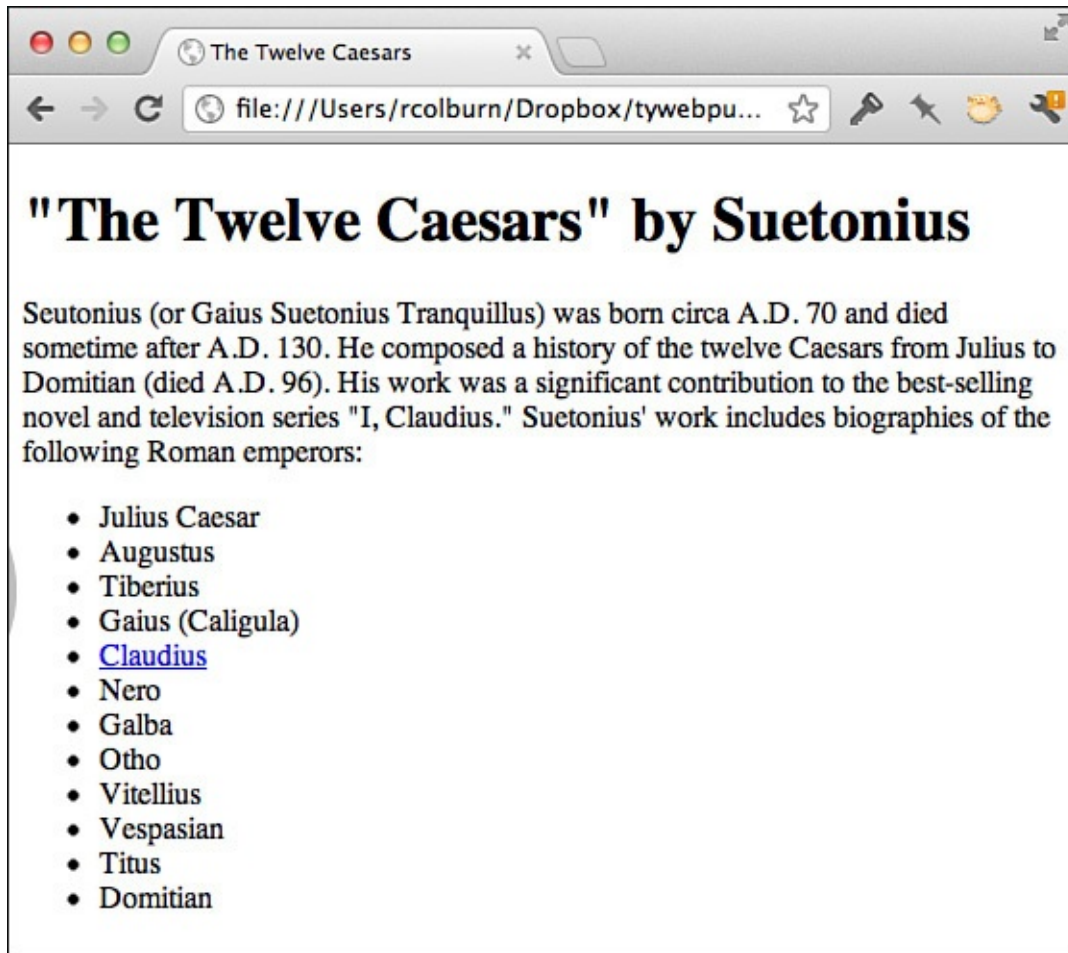 The Twelve Caesars
file:///Users/rcolburn/Dropbox/tywebpu...
"The Twelve Caesars" by Suetonius
Seutonius (or Gaius Suetonius Tranquillus) was born circa A.D. 70 and died
sometime after A.D. 130. He composed a history of the twelve Caesars from Julius to
Domitian (died A.D. 96). His work was a significant contribution to the best-selling
novel and television series "I, Claudius." Suetonius' work includes biographies of the
following Roman emperors:
• Julius Caesar
• Augustus
• Tiberius
• Gaius (Caligula)
• Claudius
• Nero
• Galba
• Otho
• Vitellius
• Vespasian
• Titus
• Domitian